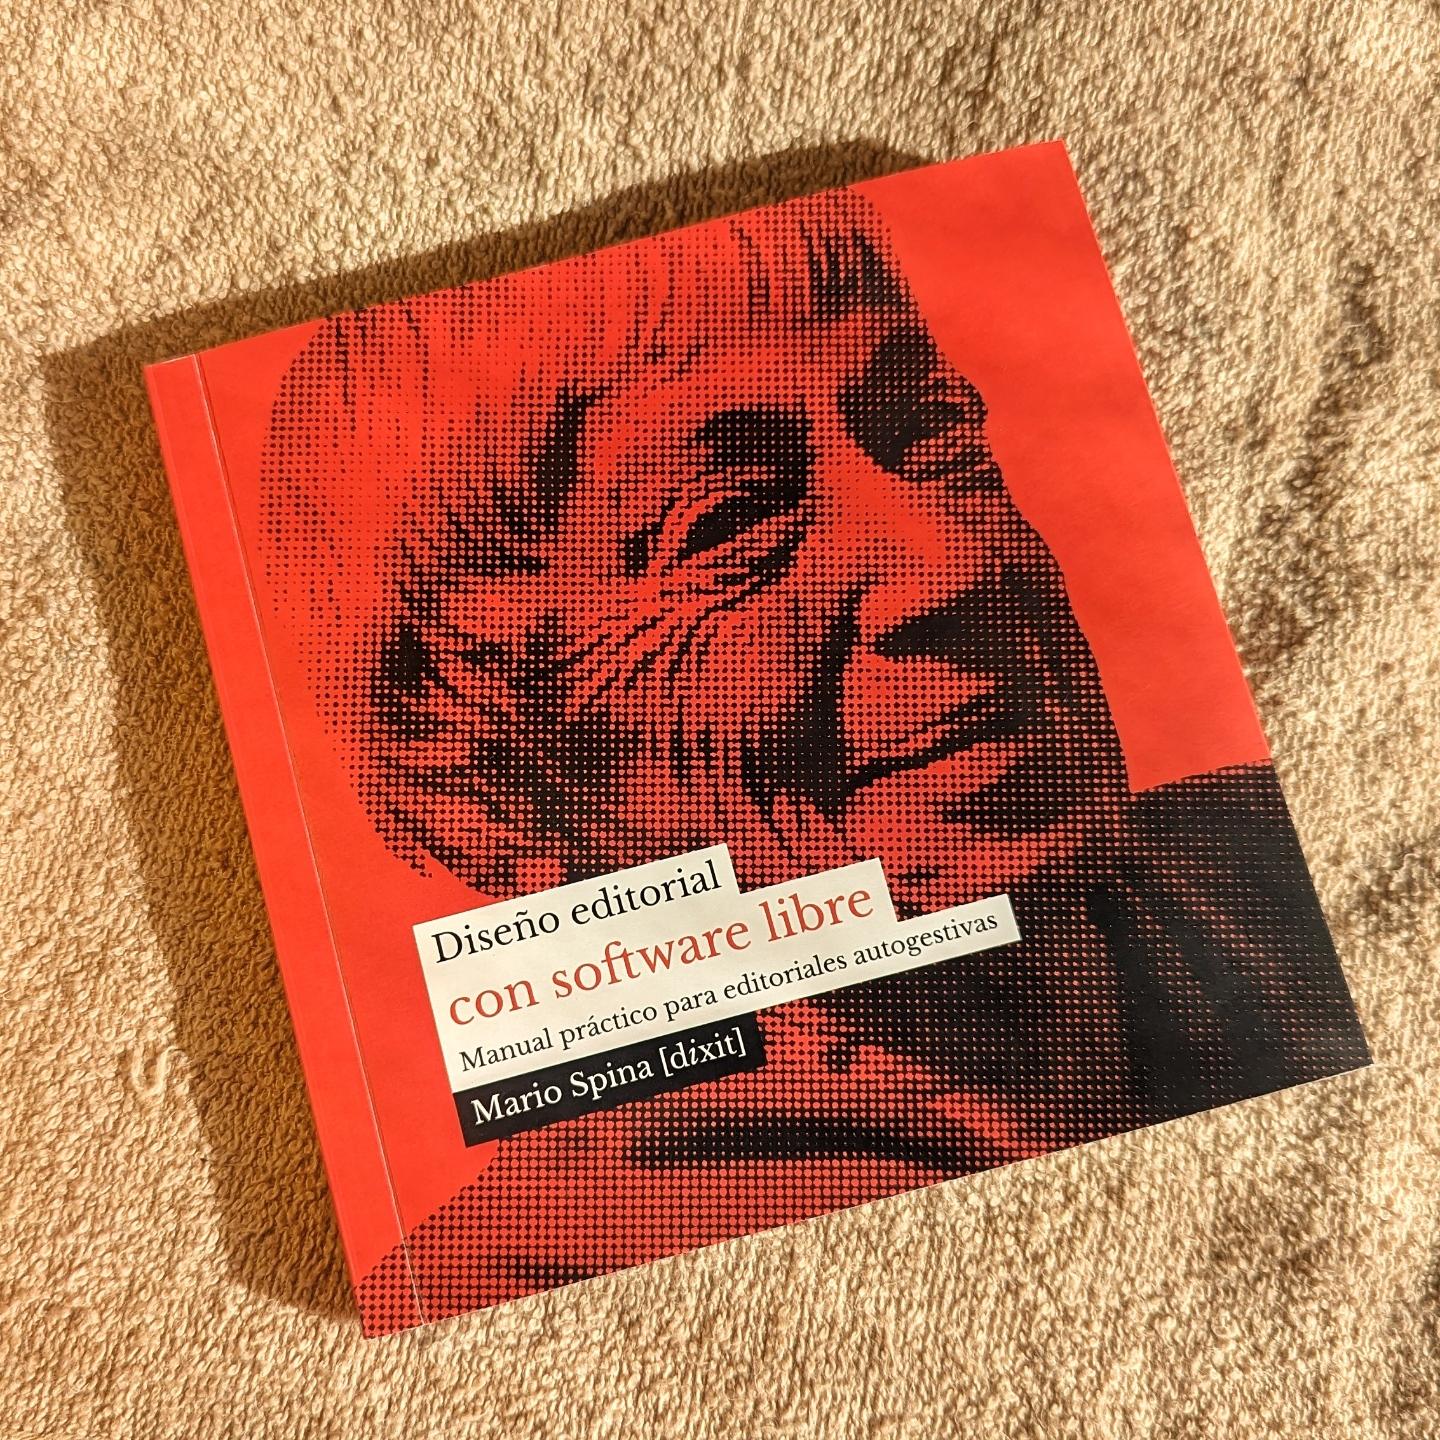 Diseño editorial
con software libre
Manual práctico para editoriales autogestivas
Mario Spina [dixit]